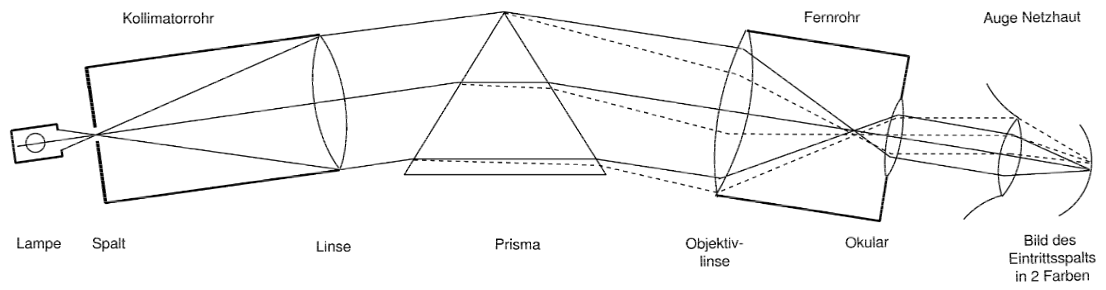 Kollimatorrohr
Fernrohr
Auge Netzhaut
Lampe
Spalt
Linse
Prisma
Objektiv-
linse
Okular
Bild des
Eintrittsspalts
in 2 Farben